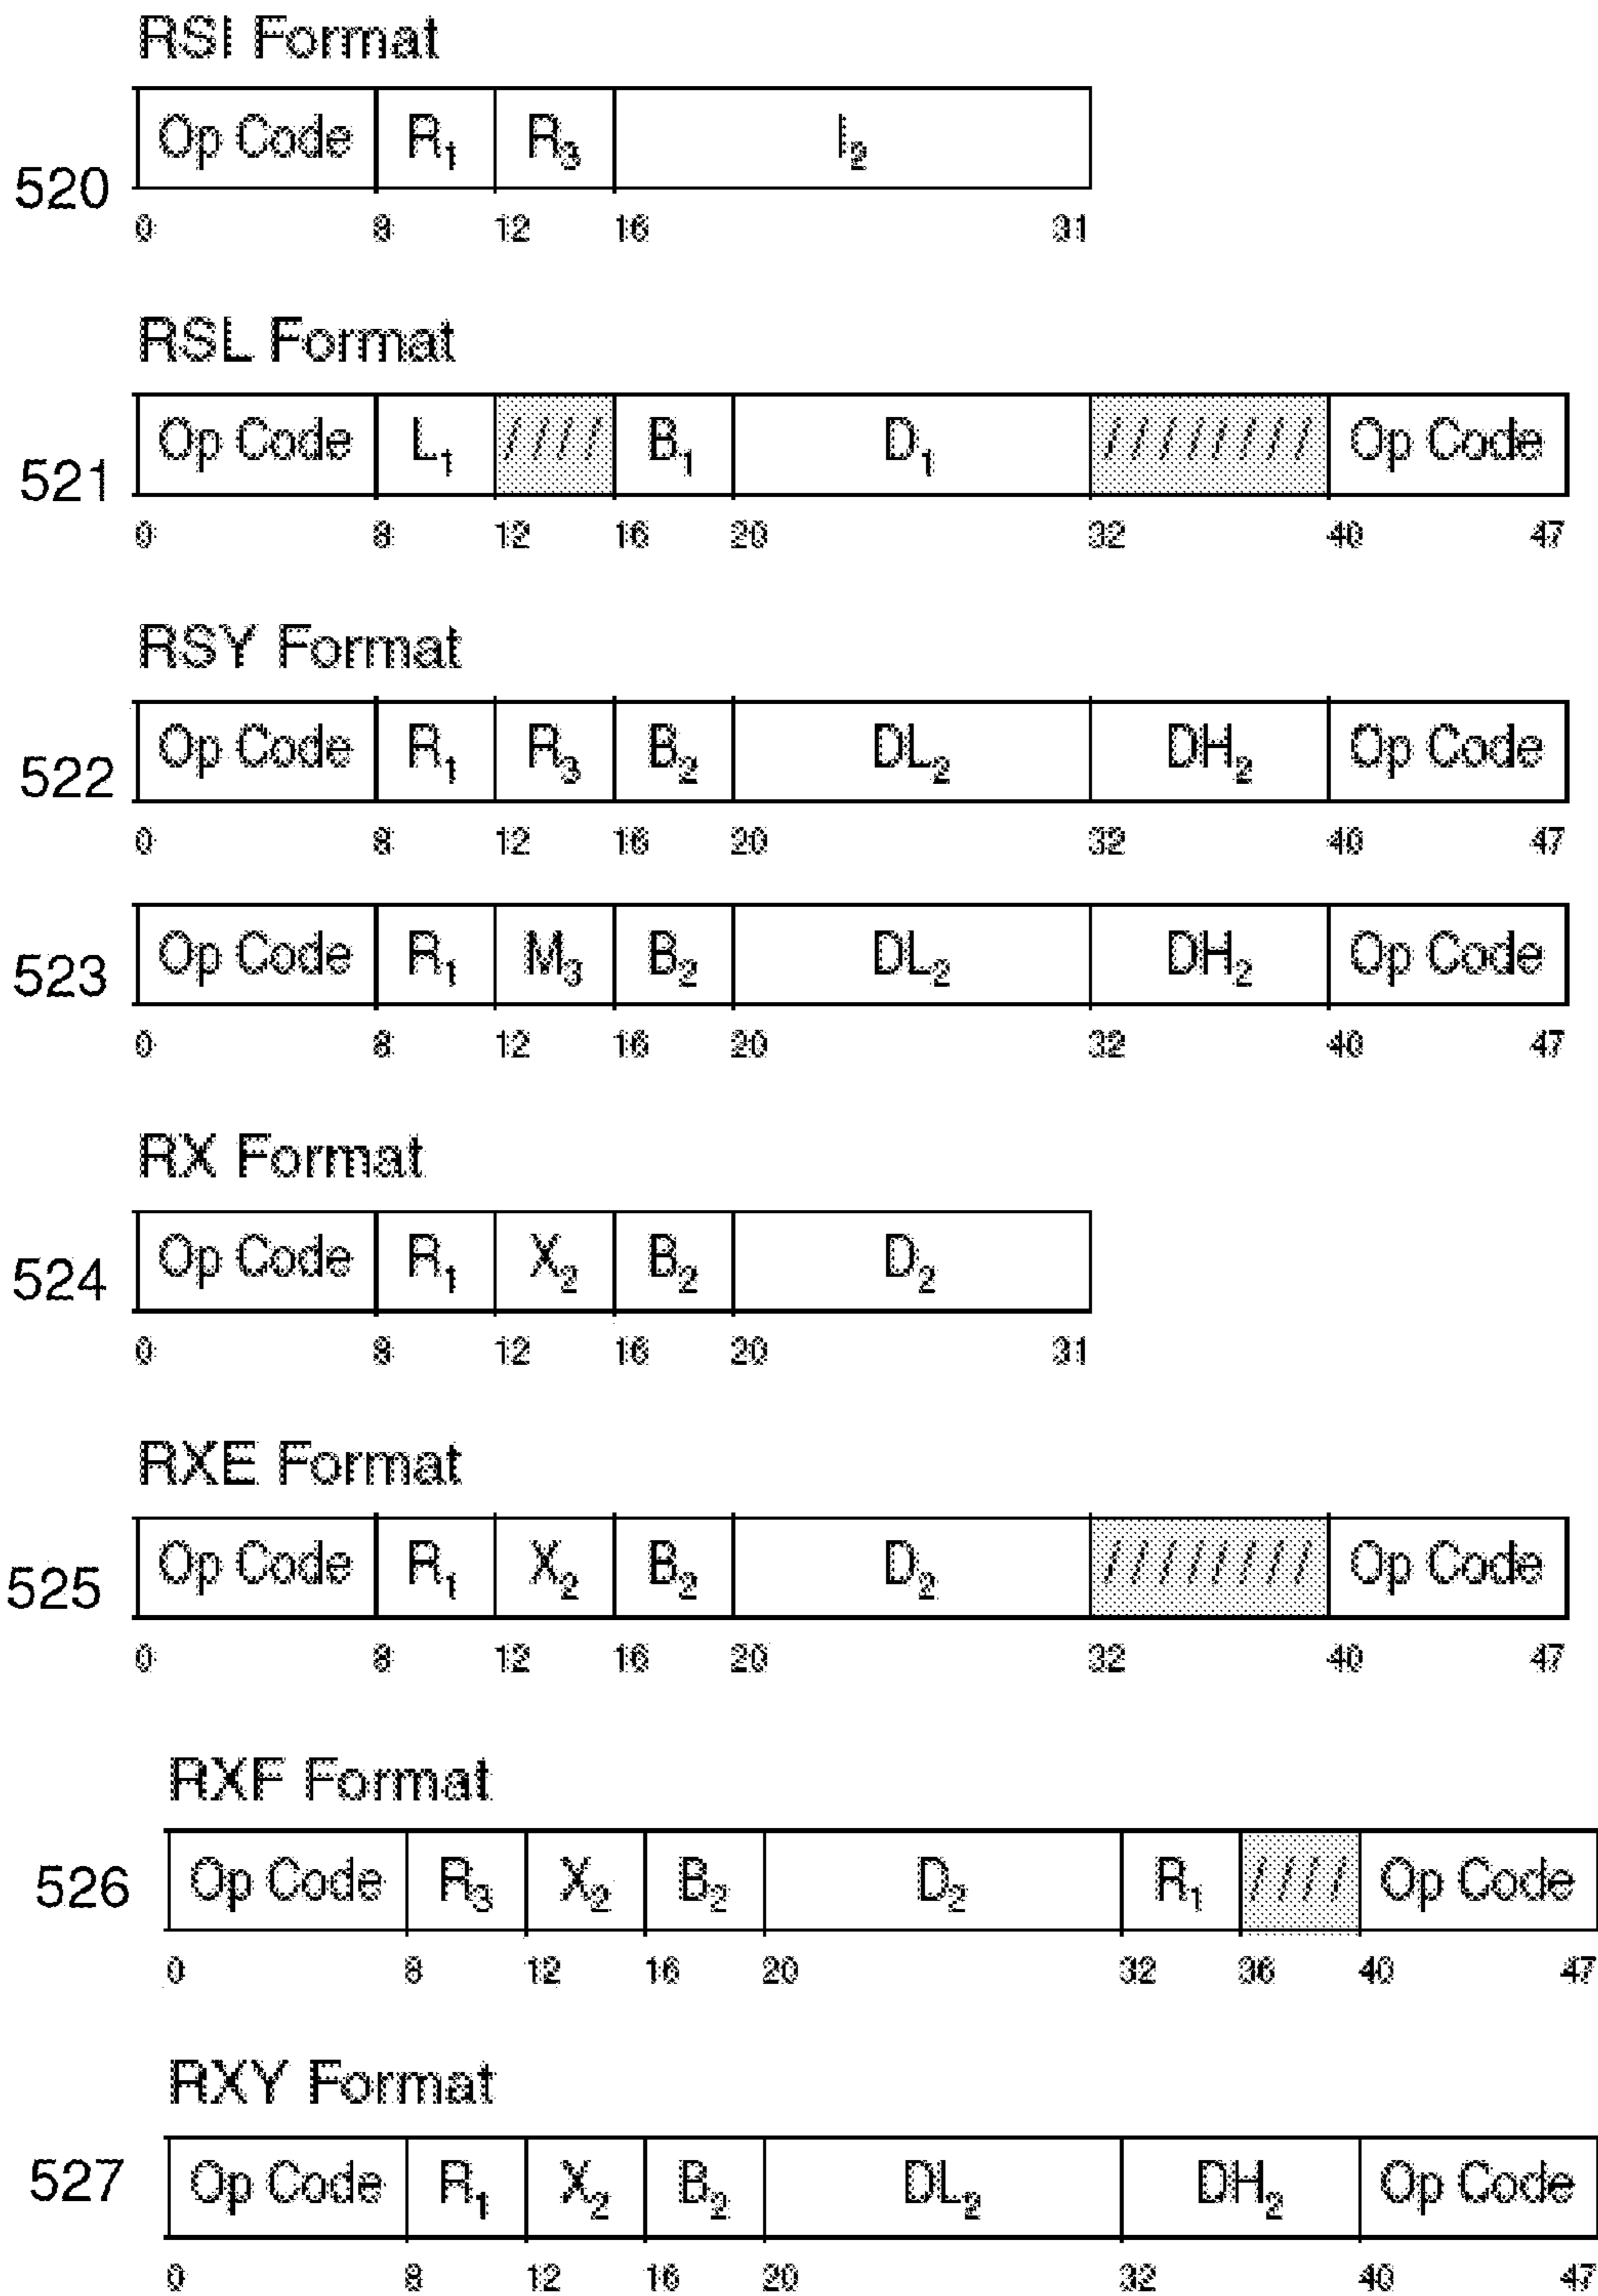 RSI Format
Op Code R₁ R₃ I₂
520
0 8 12 16 31
RSL Format
Op Code L₁ //// B₁ D₁ //////// Op Code
521
0 8 12 16 20 32 40 47
RSY Format
Op Code R₁ R₃ B₂ DL₂ DH₂ Op Code
522
0 8 12 16 20 32 40 47
Op Code R₁ M₃ B₂ DL₂ DH₂ Op Code
523
0 8 12 16 20 32 40 47
RX Format
Op Code R₁ X₂ B₂ D₂
524
0 8 12 16 20 31
RXE Format
Op Code R₁ X₂ B₂ D₂ //////// Op Code
525
0 8 12 16 20 32 40 47
RXF Format
Op Code R₃ X₂ B₂ D₂ R₁ //// Op Code
526
0 8 12 16 20 32 36 40 47
RXY Format
Op Code R₁ X₂ B₂ DL₂ DH₂ Op Code
527
0 8 12 16 20 32 40 47